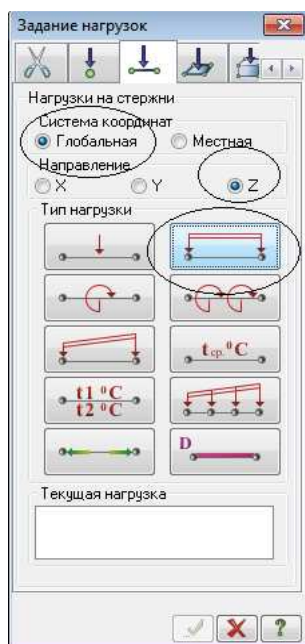 Задание нагрузок
Нагрузки на стержни
Система координат
Глобальная Местная
Направление
X Y Z
Тип нагрузки
tср.°C
t1 °C
t2 °C
D
Текущая нагрузка
?